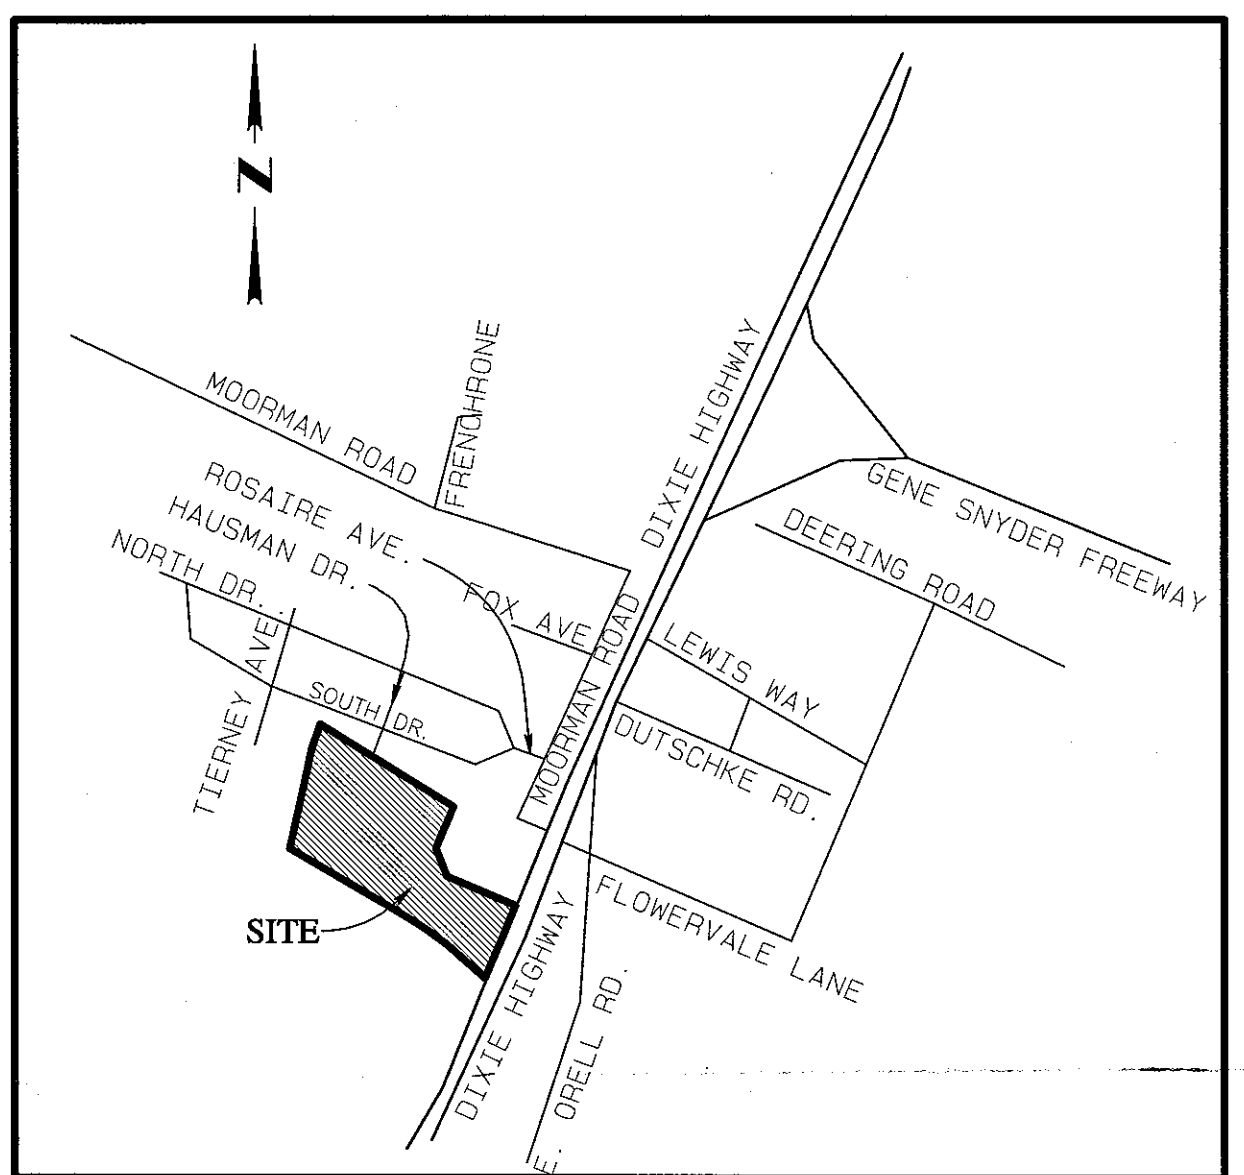 N
DIXIE HIGHWAY
FRENCHRONE
MOORMAN ROAD
ROSAIRE AVE.
HAUSMAN DR.
NORTH DR.
FOX AVE
GENE SNYDER FREEWAY
DEERING ROAD
TIERNEY AVE.
SOUTH DR.
MOORMAN ROAD
LEWIS WAY
DUTSCHKE RD.
FLOWERVALE LANE
SITE
DIXIE HIGHWAY
E. ORELL RD.